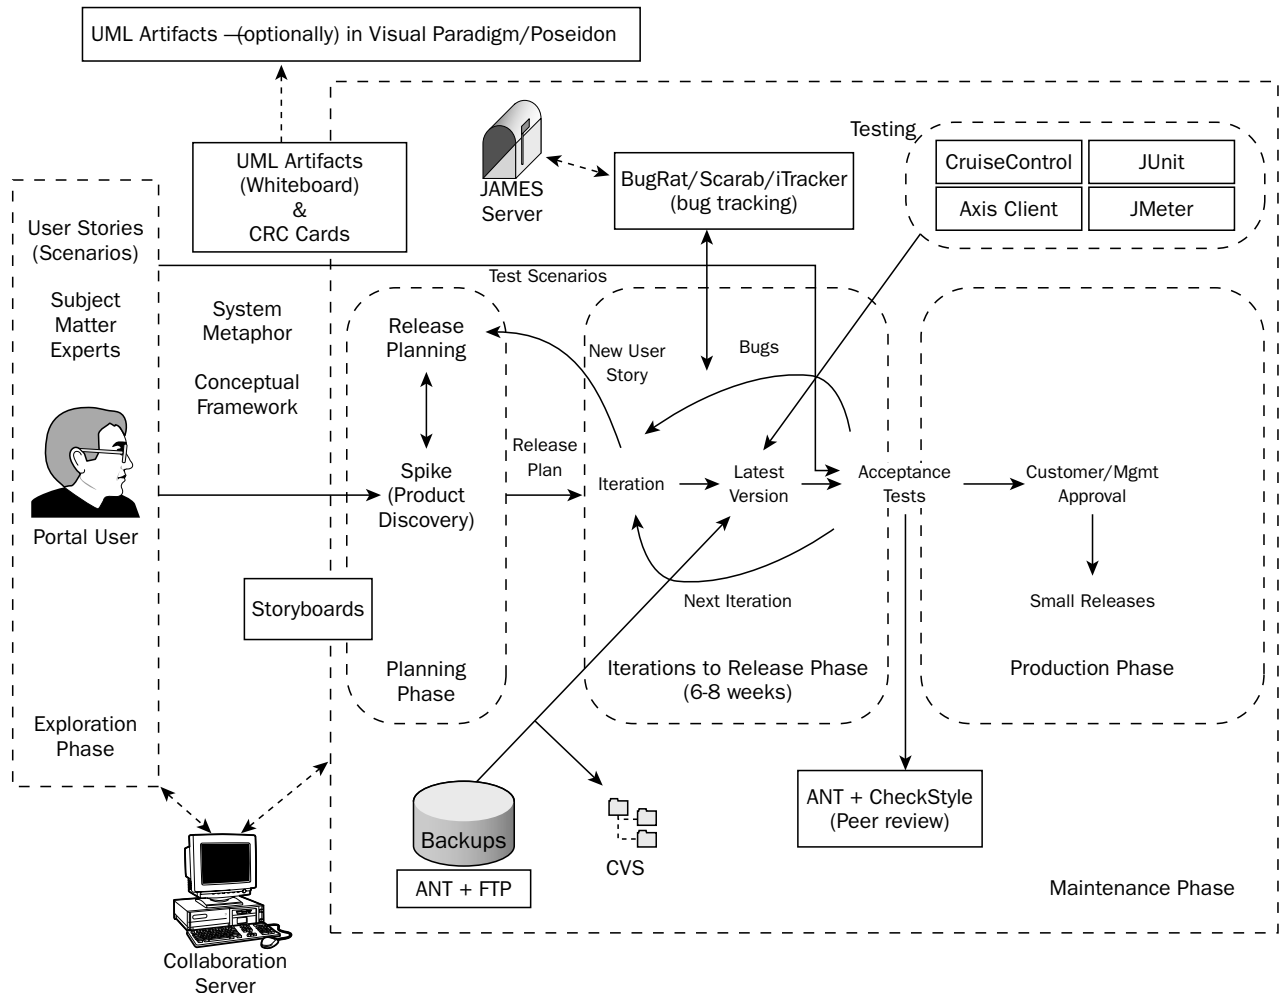 UML Artifacts —(optionally) in Visual Paradigm/Poseidon
UML Artifacts
(Whiteboard)
&
CRC Cards
JAMES
Server
BugRat/Scarab/iTracker
(bug tracking)
Testing
CruiseControl
JUnit
Axis Client
JMeter
User Stories
(Scenarios)
Subject
Matter
Experts
Portal User
Exploration
Phase
System
Metaphor
Conceptual
Framework
Test Scenarios
Release
Planning
Spike
(Product
Discovery)
Storyboards
Planning
Phase
Release
Plan
New User
Story
Bugs
Iteration
Latest
Version
Acceptance
Tests
Next Iteration
Iterations to Release Phase
(6-8 weeks)
Customer/Mgmt
Approval
Small Releases
Production Phase
Backups
ANT + FTP
CVS
ANT + CheckStyle
(Peer review)
Maintenance Phase
Collaboration
Server